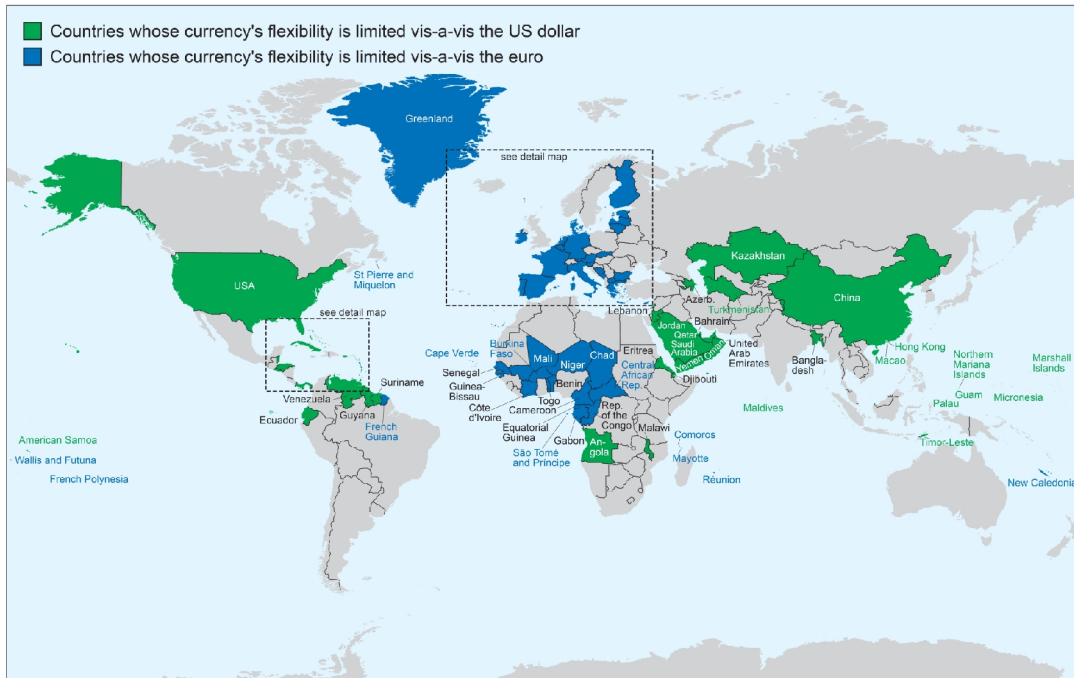 Countries whose currency's flexibility is limited vis-a-vis the US dollar
Countries whose currency's flexibility is limited vis-a-vis the euro
Greenland
see detail map
USA
St Pierre and
Miquelon
see detail map
Kazakhstan
China
Azerb.
Turkmenistan
Lebanon
Bahrain
Jordan
Qatar
Saudi
Arabia
Yemen
Oman
United
Arab
Emirates
Bangla-
desh
Hong Kong
Macao
Northern
Mariana
Islands
Marshall
Islands
Guam
Palau
Micronesia
Maldives
Timor-Leste
New Caledonia
Cape Verde
Burkina
Faso
Mali
Niger
Chad
Eritrea
Central
African
Rep.
Djibouti
Senegal
Guinea-
Bissau
Côte
d'Ivoire
Benin
Togo
Cameroon
Equatorial
Guinea
Gabon
São Tomé
and Príncipe
Rep.
of the
Congo
An-
gola
Malawi
Comoros
Mayotte
Réunion
Suriname
Venezuela
Guyana
Ecuador
French
Guiana
American Samoa
Wallis and Futuna
French Polynesia